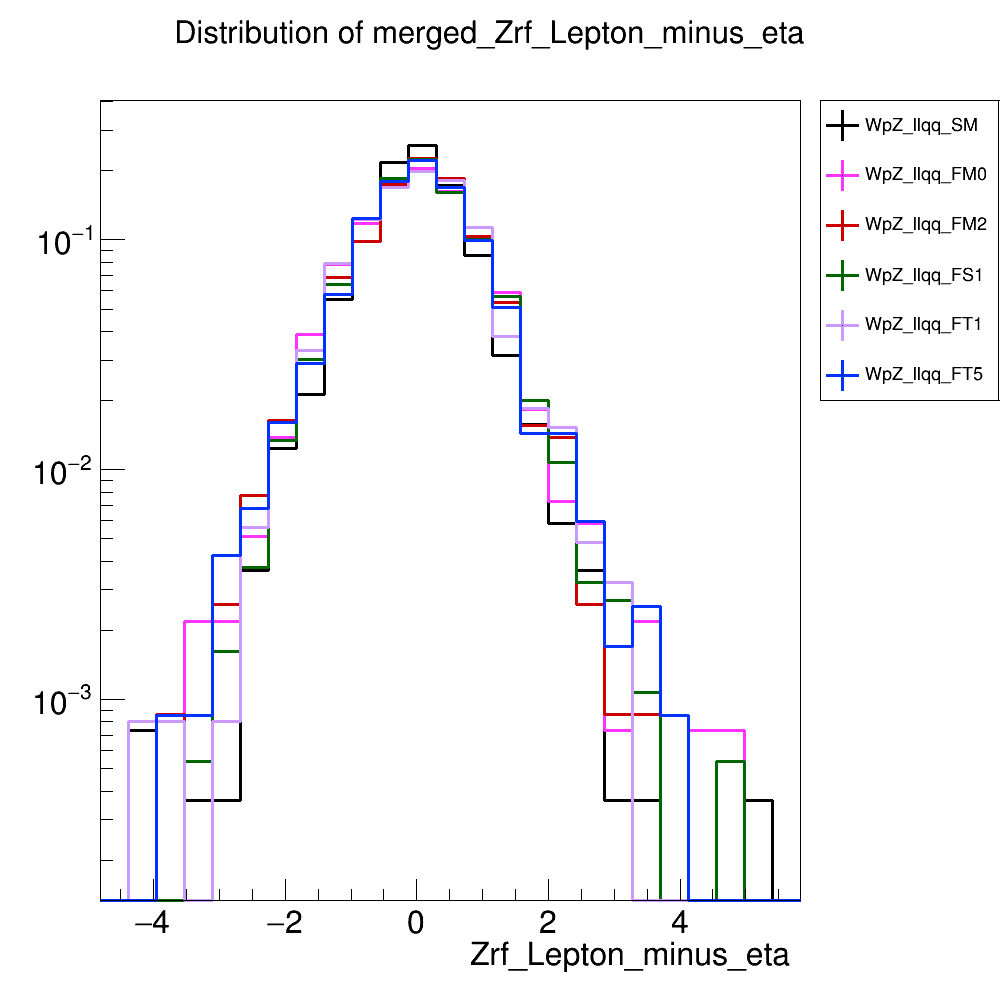 Distribution of merged_Zrf_Lepton_minus_eta
WpZ_llqq_SM
WpZ_llqq_FM0
WpZ_llqq_FM2
WpZ_llqq_FS1
WpZ_llqq_FT1
WpZ_llqq_FT5
10⁻¹
10⁻²
10⁻³
−4 −2 0 2 4
Zrf_Lepton_minus_eta